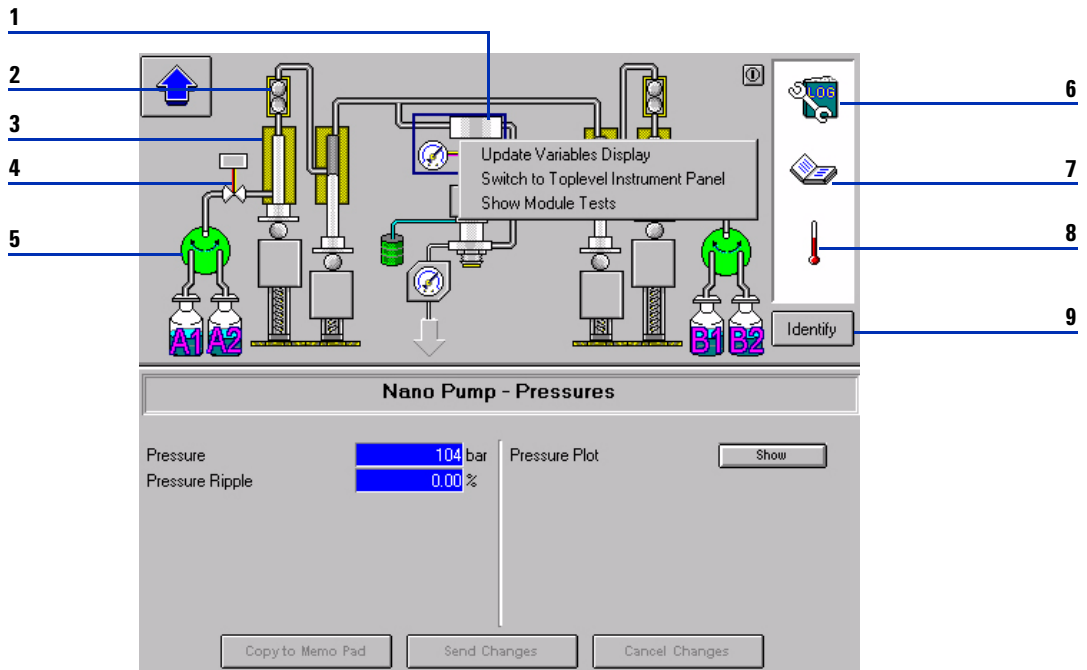 1
2
3
4
5
6
7
8
9
LOG
Update Variables Display
Switch to Toplevel Instrument Panel
Show Module Tests
A1 A2
B1 B2
Identify
Nano Pump - Pressures
Pressure 104 bar
Pressure Plot Show
Pressure Ripple 0.00 %
Copy to Memo Pad Send Changes Cancel Changes